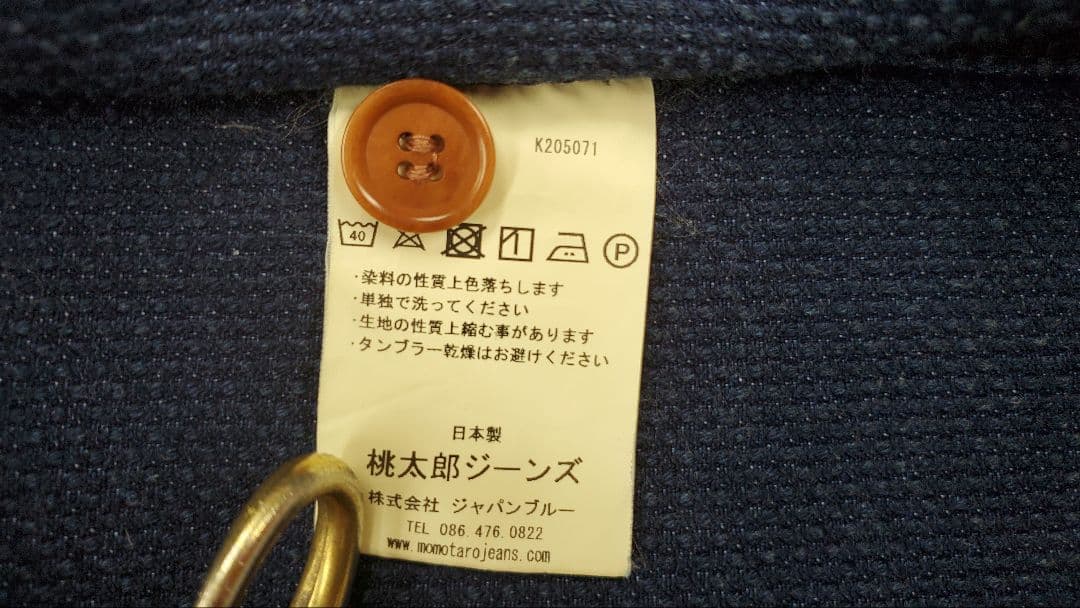 K205071
40
P
・染料の性質上色落ちします
・単独で洗ってください
・生地の性質上縮む事があります
・タンブラー乾燥はお避けください
日本製
桃太郎ジーンズ
株式会社 ジャパンブルー
TEL 086.476.0822
www.momotarojeans.com